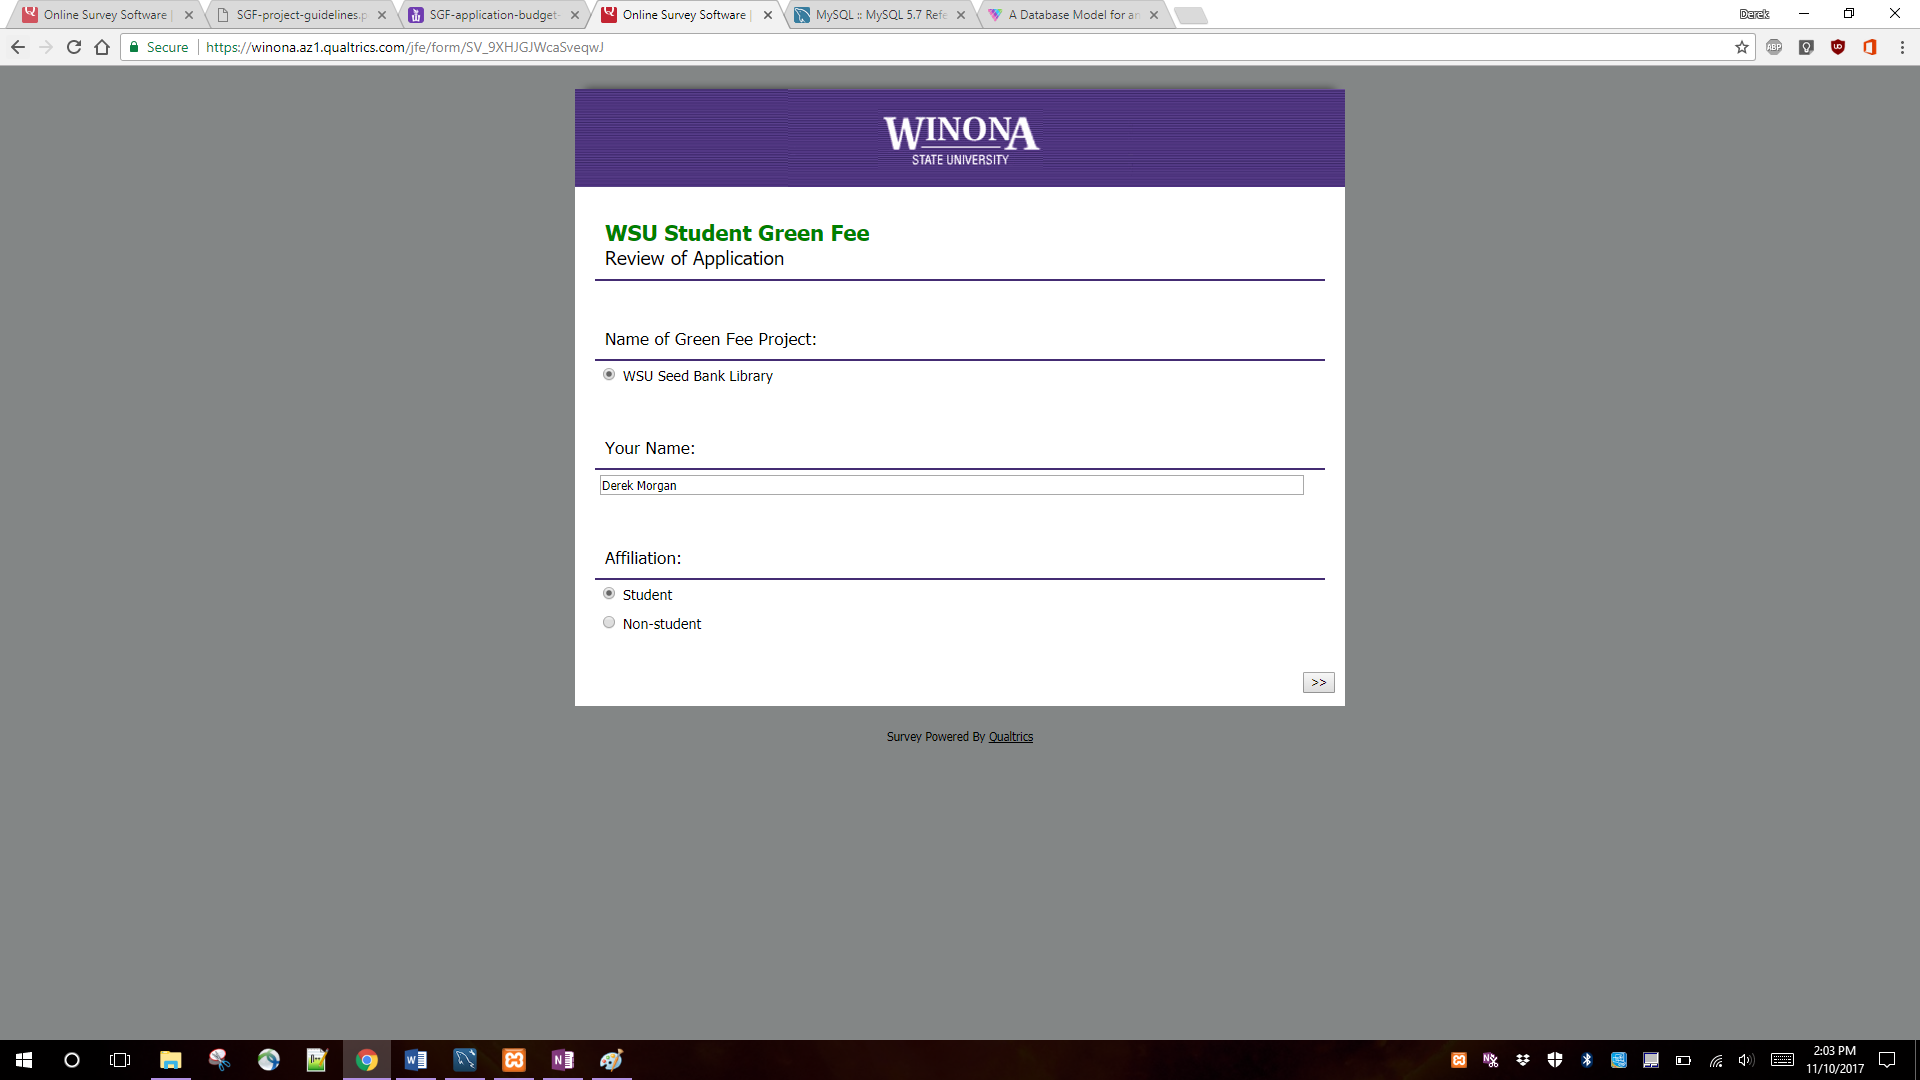 Online Survey Software |
SGF-project-guidelines.p
SGF-application-budget-
Online Survey Software |
MySQL :: MySQL 5.7 Refe
A Database Model for an
Derek
Secure
https://winona.az1.qualtrics.com/jfe/form/SV_9XHJGJWcaSveqwJ
ABP
WINONA
STATE UNIVERSITY
WSU Student Green Fee
Review of Application
Name of Green Fee Project:
WSU Seed Bank Library
Your Name:
Derek Morgan
Affiliation:
Student
Non-student
>>
Survey Powered By Qualtrics
2:03 PM
11/10/2017